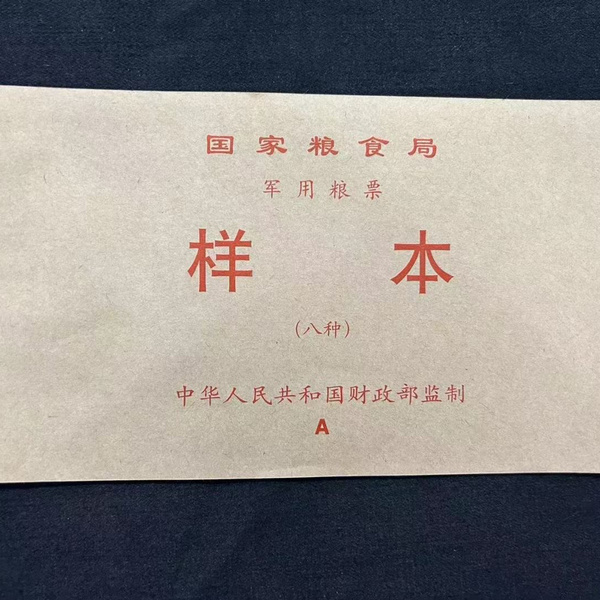 国家粮食局
军用粮票
样本
(八种)
中华人民共和国财政部监制
A